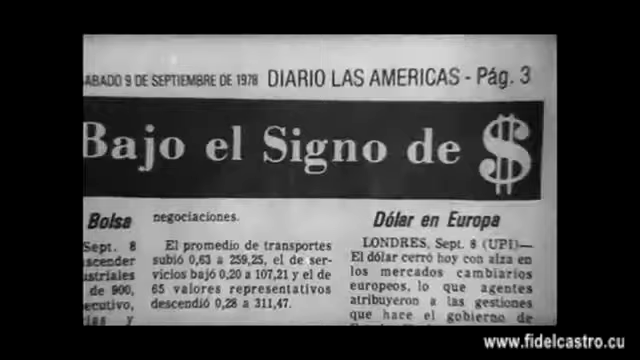 SABADO 9 DE SEPTIEMBRE DE 1978 DIARIO LAS AMERICAS - Pág. 3
Bajo el Signo de $
Bolsa
Sept. 8
de 900,
y
negociaciones.
El promedio de transportes
subió 0,63 a 259,25, el de ser-
vicios bajó 0,20 a 107,21 y el de
65 valores representativos
descendió 0,28 a 311,47.
Dólar en Europa
LONDRES, Sept. 8 (UPI)—
El dólar cerró hoy con alza en
los mercados cambiarios
europeos, lo que agentes
atribuyeron a las gestiones
que hace el gobierno de
www.fidelcastro.cu